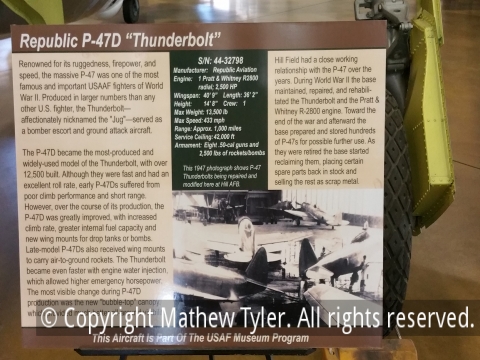 Republic P-47D "Thunderbolt"
Renowned for its ruggedness, firepower, and
speed, the massive P-47 was one of the most
famous and important USAAF fighters of World
War II. Produced in larger numbers than any
other U.S. fighter, the Thunderbolt—
affectionately nicknamed the "Jug"—served as
a bomber escort and ground attack aircraft.
The P-47D became the most-produced and
widely-used model of the Thunderbolt, with over
12,500 built. Although they were fast and had an
excellent roll rate, early P-47Ds suffered from
poor climb performance and short range.
However, over the course of its production, the
P-47D was greatly improved, with increased
climb rate, greater internal fuel capacity and
new wing mounts for drop tanks or bombs.
Late-model P-47Ds also received wing mounts
to carry air-to-ground rockets. The Thunderbolt
became even faster with engine water injection,
which allowed higher emergency horsepower.
The most visible change during P-47D
production was the new "bubble-top" canopy
S/N: 44-32798
Manufacturer: Republic Aviation
Engine: 1 Pratt & Whitney R2800
radial; 2,500 HP
Wingspan: 40' 9" Length: 36' 2"
Height: 14' 8" Crew: 1
Max Weight: 13,500 lb
Max Speed: 433 mph
Range: Approx. 1,000 miles
Service Ceiling: 42,000 ft
Armament: Eight .50-cal guns and
2,500 lbs of rockets/bombs
This 1947 photograph shows P-47
Thunderbolts being repaired and
modified here at Hill AFB.
Hill Field had a close working
relationship with the P-47 over the
years. During World War II the base
maintained, repaired, and rehabili-
tated the Thunderbolt and the Pratt &
Whitney R-2800 engine. Toward the
end of the war and afterward the
base prepared and stored hundreds
of P-47s for possible further use. As
they were retired the base started
reclaiming them, placing certain
spare parts back in stock and
selling the rest as scrap metal.
© Copyright Mathew Tyler. All rights reserved.
This Aircraft Is Part Of The USAF Museum Program